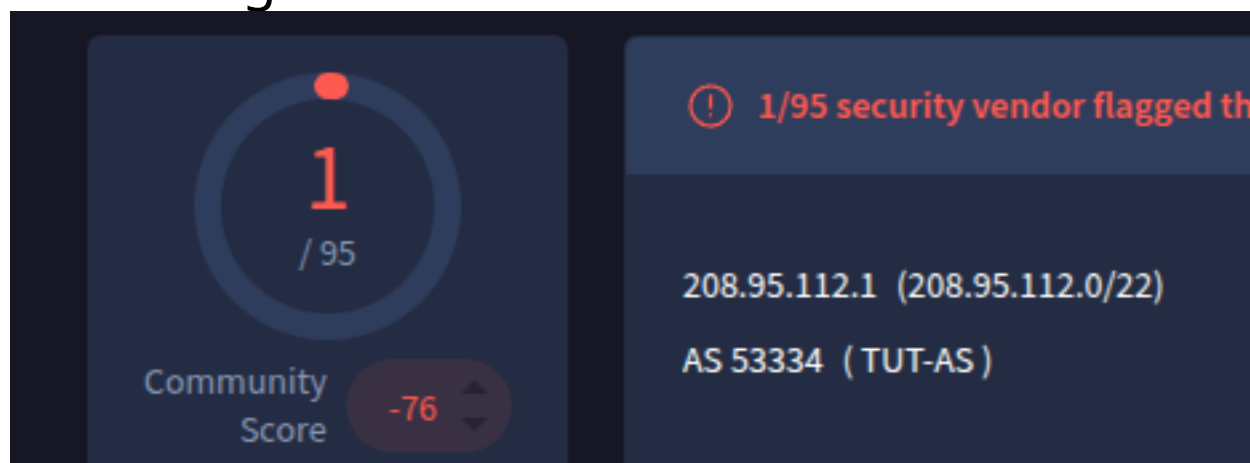 1
/ 95
Community
Score
-76
1/95 security vendor flagged th
208.95.112.1 (208.95.112.0/22)
AS 53334 ( TUT-AS )